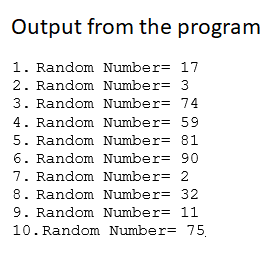 Output from the program
1. Random Number= 17
2. Random Number= 3
3. Random Number= 74
4. Random Number= 59
5. Random Number= 81
6. Random Number= 90
7. Random Number= 2
8. Random Number= 32
9. Random Number= 11
10. Random Number= 75